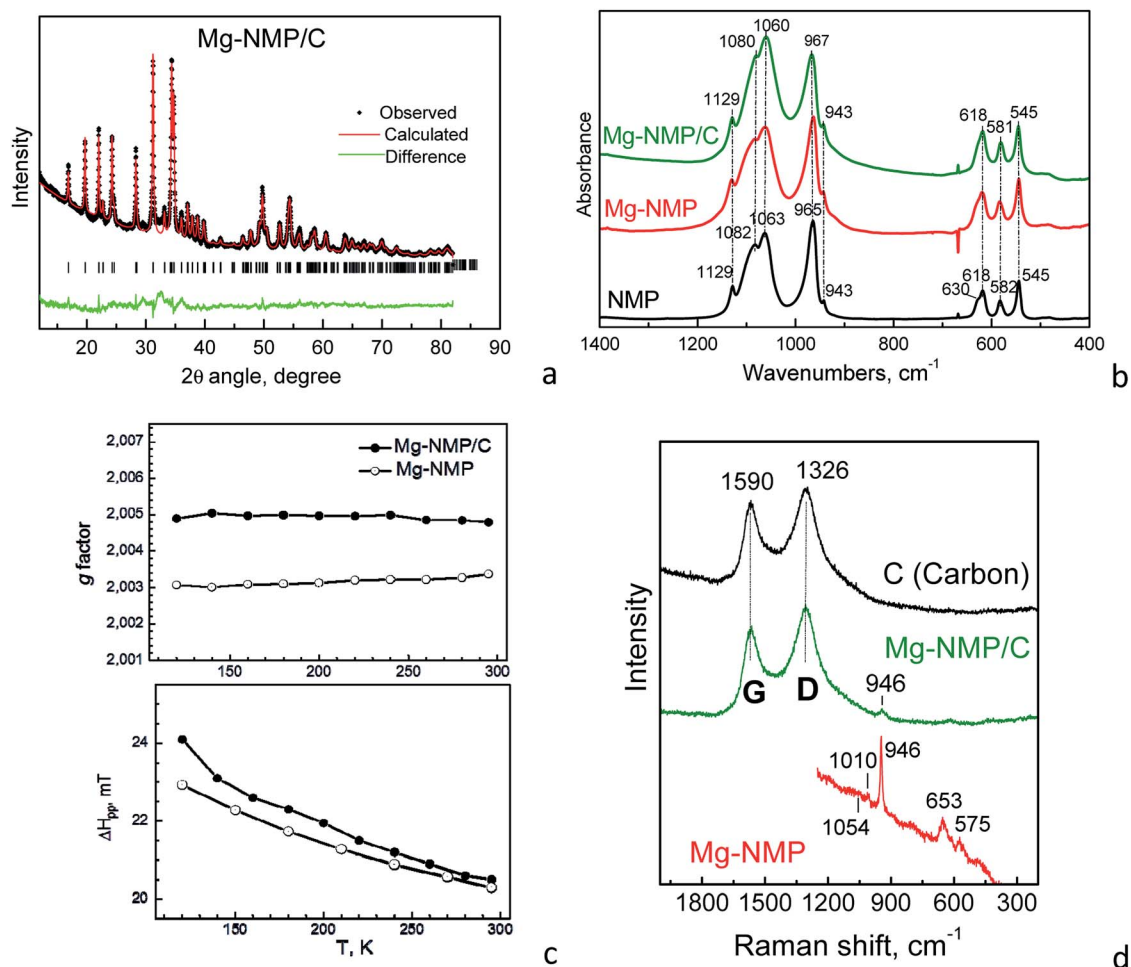 Mg-NMP/C
Observed
Calculated
Difference
Intensity
10 20 30 40 50 60 70 80 90
2θ angle, degree
a
1080 1060 967
1129 943 618 581 545
Mg-NMP/C
Mg-NMP
1082 1063 965
1129 943 630 618 582 545
NMP
Absorbance
1400 1200 1000 800 600 400
Wavenumbers, cm-1
b
2,007
2,006
2,005
2,004
2,003
2,002
2,001
g factor
Mg-NMP/C
Mg-NMP
150 200 250 300
24
22
20
ΔHpp, mT
150 200 250 300
T, K
c
1590 1326
C (Carbon)
Mg-NMP/C
G D 946
1010 946
1054 653 575
Mg-NMP
Intensity
1800 1500 1200 900 600 300
Raman shift, cm-1
d